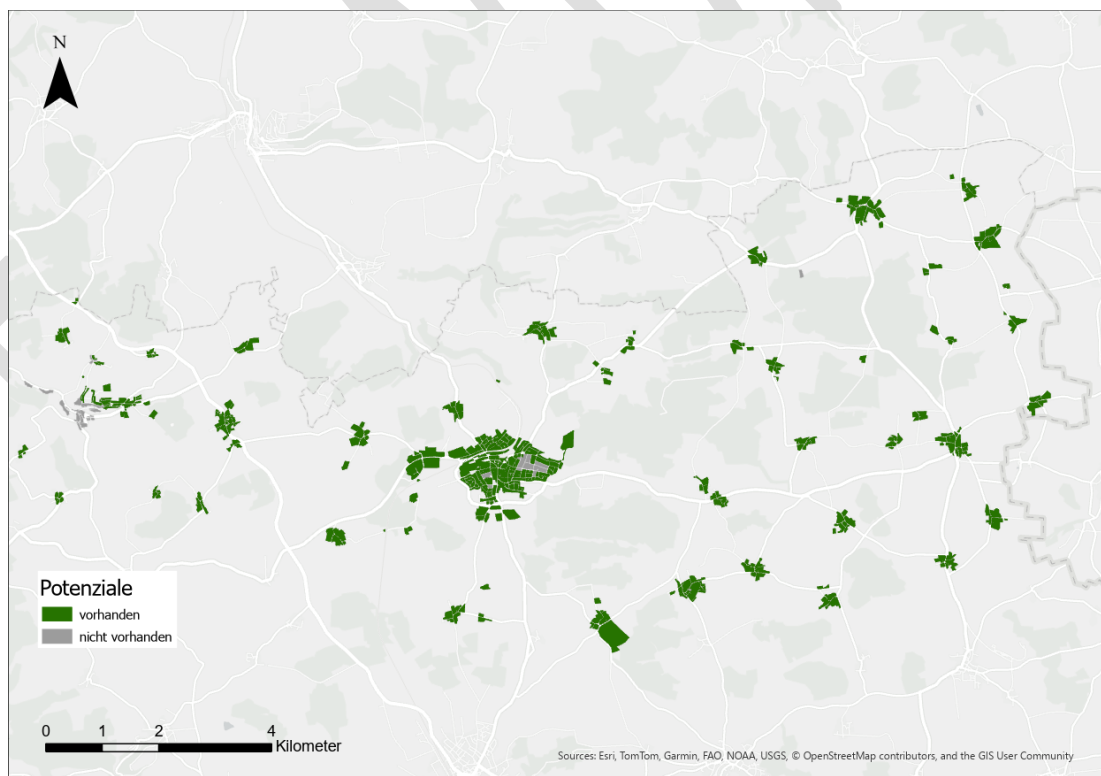 N
Potenziale
vorhanden
nicht vorhanden
0 1 2 4
Kilometer
Sources: Esri, TomTom, Garmin, FAO, NOAA, USGS, © OpenStreetMap contributors, and the GIS User Community